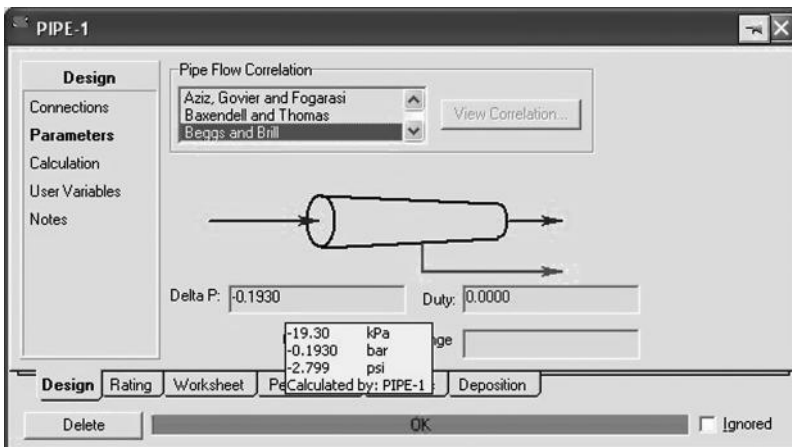 PIPE-1
Design
Connections
Parameters
Calculation
User Variables
Notes
Pipe Flow Correlation
Aziz, Govier and Fogarasi
Baxendell and Thomas
Beggs and Brill
View Correlation...
Delta P: -0.1930
Duty: 0.0000
-19.30 kPa
-0.1930 bar
-2.799 psi
Calculated by: PIPE-1
Design Rating Worksheet Deposition
Delete OK Ignored